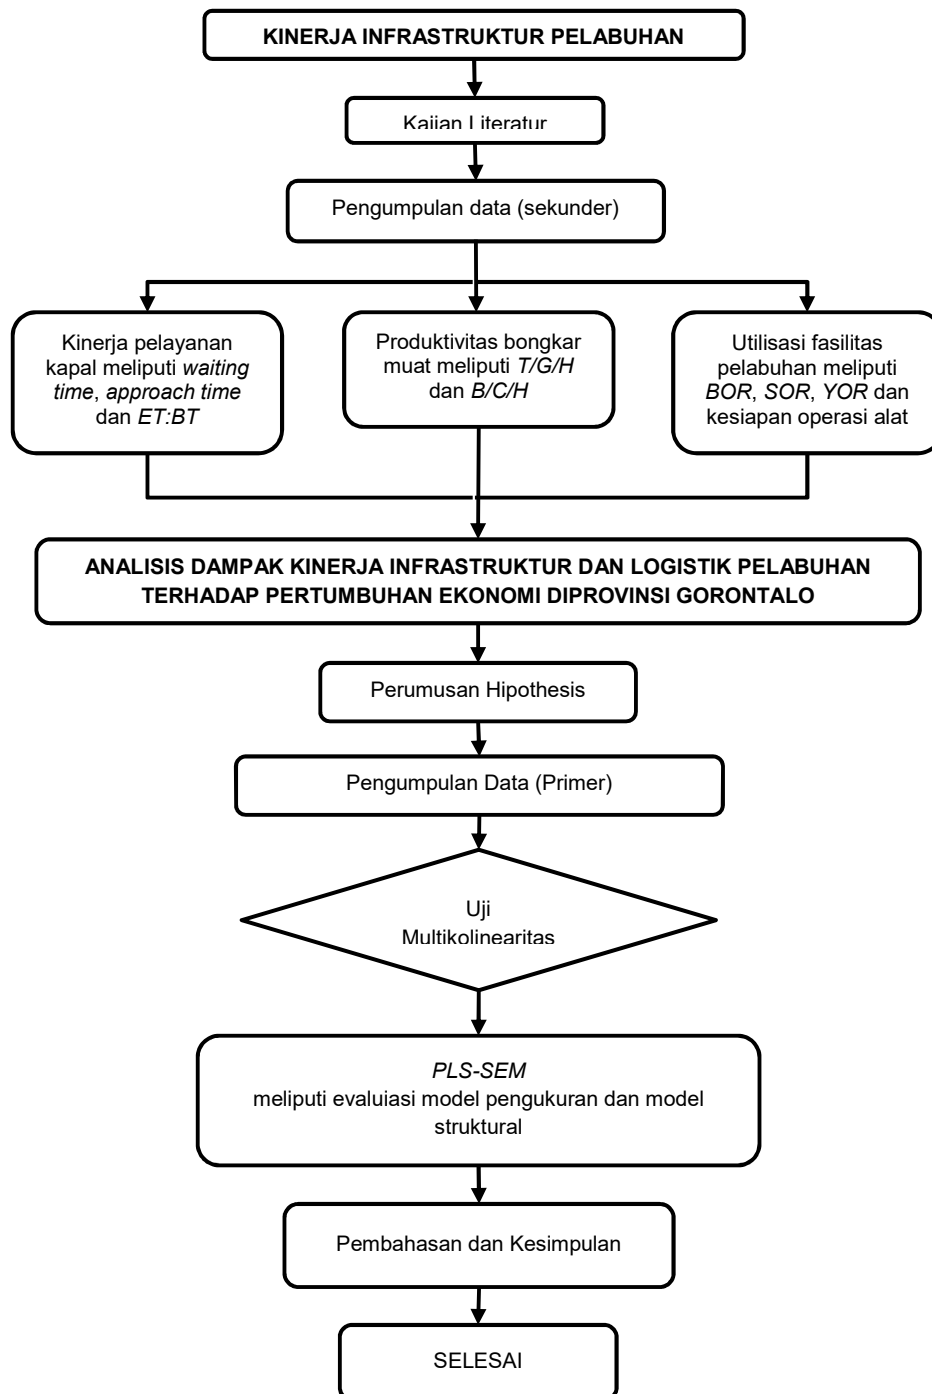 KINERJA INFRASTRUKTUR PELABUHAN
Kajian Literatur
Pengumpulan data (sekunder)
Kinerja pelayanan
kapal meliputi waiting
time, approach time
dan ET:BT
Produktivitas bongkar
muat meliputi T/G/H
dan B/C/H
Utilisasi fasilitas
pelabuhan meliputi
BOR, SOR, YOR dan
kesiapan operasi alat
ANALISIS DAMPAK KINERJA INFRASTRUKTUR DAN LOGISTIK PELABUHAN
TERHADAP PERTUMBUHAN EKONOMI DIPROVINSI GORONTALO
Perumusan Hipothesis
Pengumpulan Data (Primer)
Uji
Multikolinearitas
PLS-SEM
meliputi evaluiasi model pengukuran dan model
struktural
Pembahasan dan Kesimpulan
SELESAI